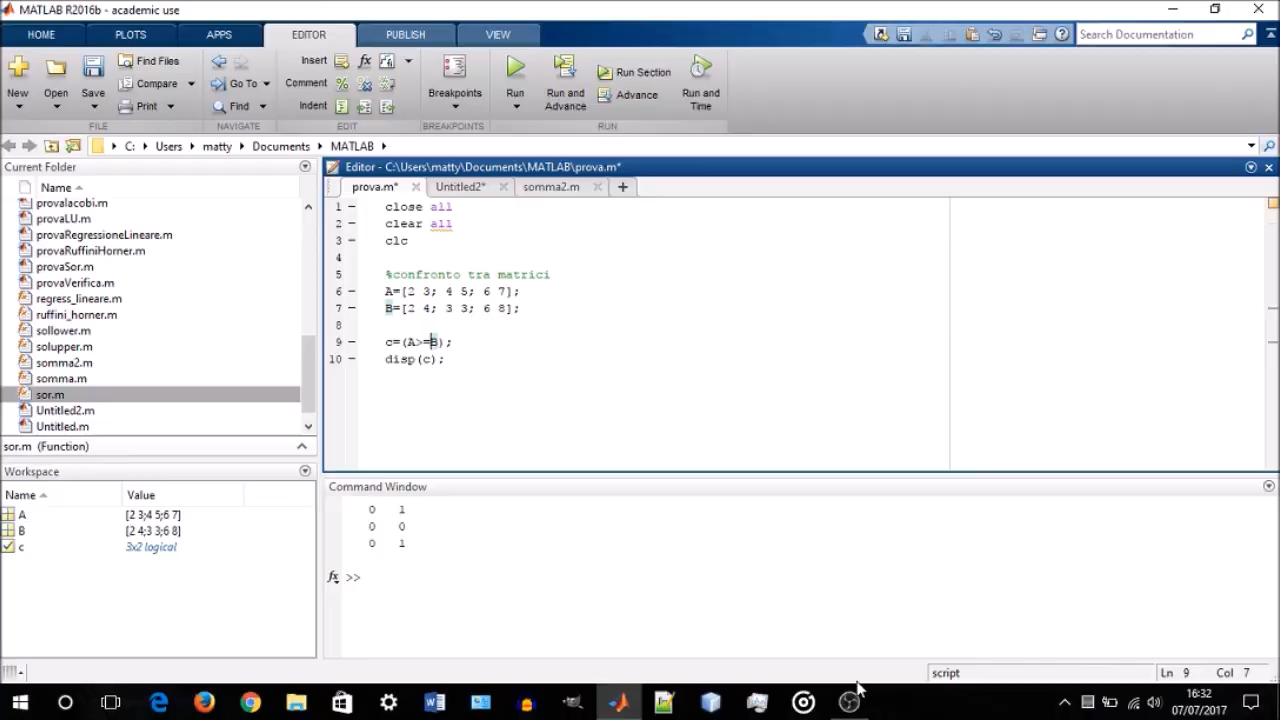 MATLAB R2016b - academic use
HOME PLOTS APPS EDITOR PUBLISH VIEW Search Documentation
New Open Save Find Files Compare Print Go To Find Insert fx Comment Indent Breakpoints Run Run and Advance Run Section Advance Run and Time
FILE NAVIGATE EDIT BREAKPOINTS RUN
C: Users matty Documents MATLAB
Current Folder
Name
provaIacobi.m
provaLU.m
provaRegressioneLineare.m
provaRuffiniHorner.m
provaSor.m
provaVerifica.m
regress_lineare.m
ruffini_horner.m
sollower.m
solupper.m
somma2.m
somma.m
sor.m
Untitled2.m
Untitled.m
sor.m (Function)
Workspace
Name Value
A [2 3;4 5;6 7]
B [2 4;3 3;6 8]
c 3x2 logical
Editor - C:\Users\matty\Documents\MATLAB\prova.m*
prova.m* Untitled2* somma2.m
1 close all
2 clear all
3 clc
4
5 %confronto tra matrici
6 A=[2 3; 4 5; 6 7];
7 B=[2 4; 3 3; 6 8];
8
9 c=(A>=B);
10 disp(c);
Command Window
0 1
0 0
0 1
fx >>
script Ln 9 Col 7
16:32
07/07/2017